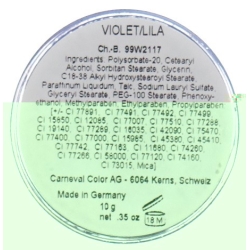 VIOLET/LILA
Ch.-B. 99W2117
Ingredients: Polysorbate-20, Cetearyl
Alcohol, Sorbitan Stearate, Glycerin,
C18-38 Alkyl Hydroxystearoyl Stearate
Paraffinum Liquidum, Talc, Sodium Lauryl Sulfate
Glyceryl Stearate, PEG-100 Stearate, Phenoxy-
ethanol, Methylparaben, Ethylparaben, Propylparaben
[+/- CI 77891, CI 77491, CI 77492, CI 77499
CI 15850, CI 12085, CI 77007, CI 77510, CI 77288
CI 19140, CI 77289, CI 16035, CI 42090, CI 75470
CI 77400, CI 77000, CI 15985, CI 45380, CI 45410
CI 77742, CI 77163, CI 11680, CI 74260
CI 77266, CI 58000, CI 77120, CI 74160,
CI 73015, Mica]
Carneval Color AG - 6064 Kerns, Schweiz
Made in Germany
10 g
net .35 oz
18 M